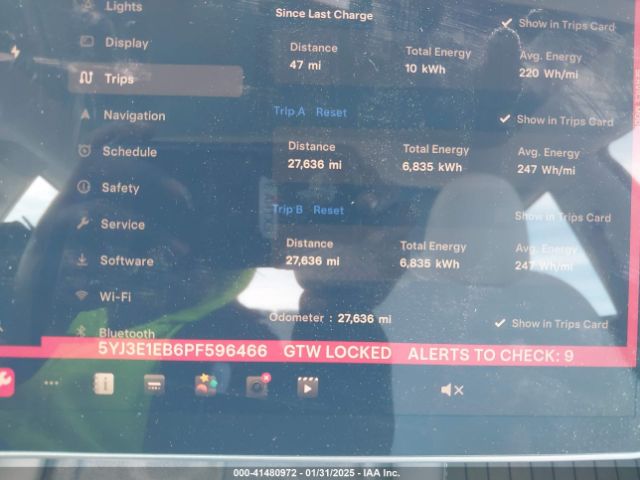 Lights
Display
Trips
Navigation
Schedule
Safety
Service
Software
Wi-Fi
Bluetooth
Since Last Charge
Show in Trips Card
Distance Total Energy Avg. Energy
47 mi 10 kWh 220 Wh/mi
Trip A Reset
Show in Trips Card
Distance Total Energy Avg. Energy
27,636 mi 6,835 kWh 247 Wh/mi
Trip B Reset
Show in Trips Card
Distance Total Energy Avg. Energy
27,636 mi 6,835 kWh 247 Wh/mi
Odometer : 27,636 mi
Show in Trips Card
5YJ3E1EB6PF596466 GTW LOCKED ALERTS TO CHECK: 9
000-41480972 - 01/31/2025 - IAA Inc.